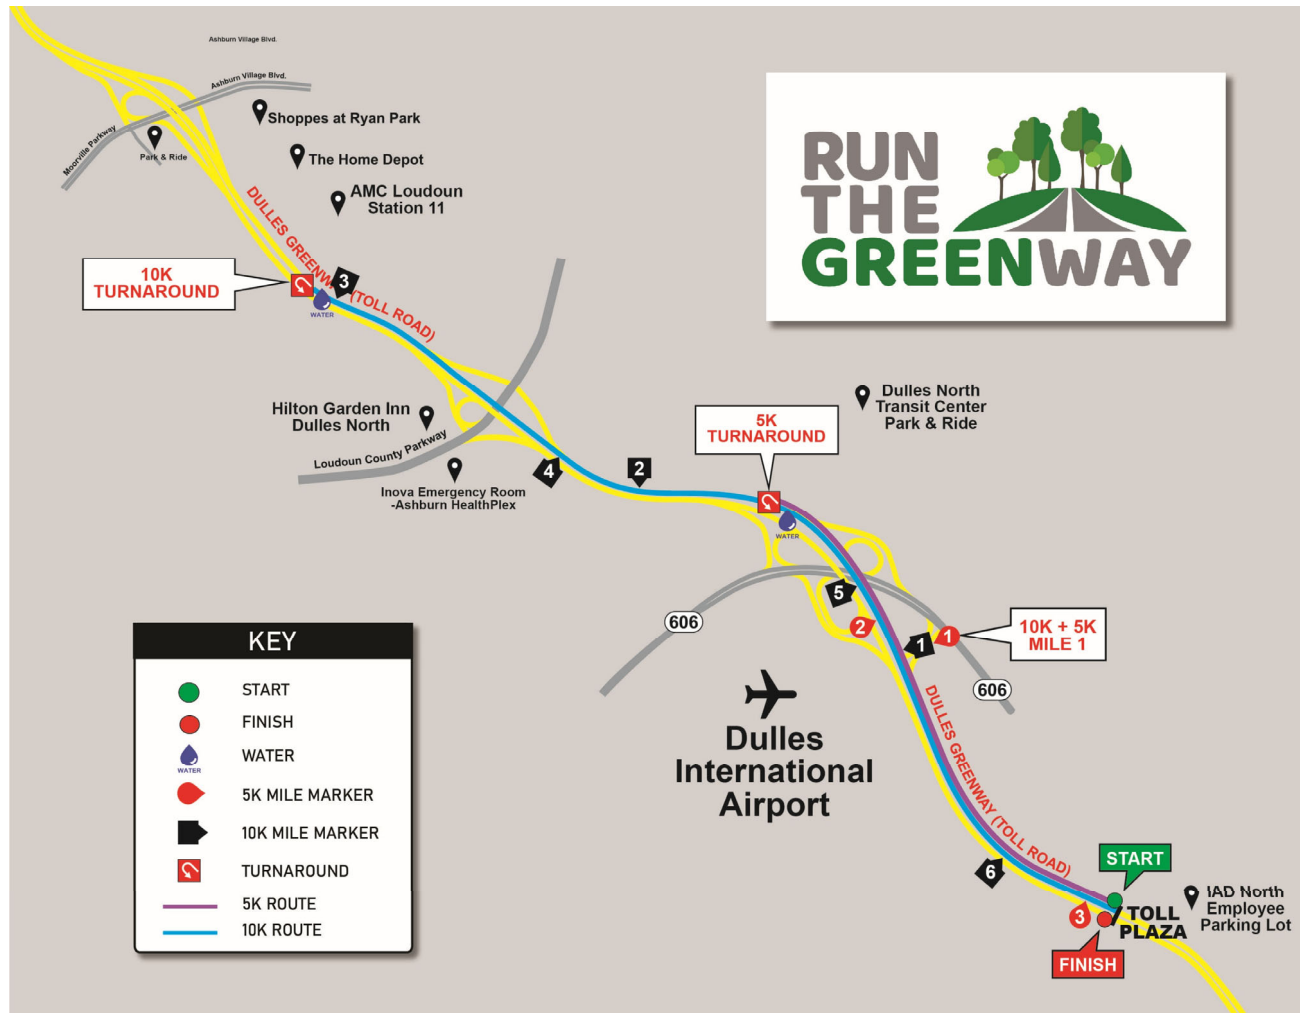 Ashburn Village Blvd.
Ashburn Village Blvd.
Moorville Parkway
Park & Ride
Shoppes at Ryan Park
The Home Depot
AMC Loudoun
Station 11
RUN
THE
GREENWAY
10K
TURNAROUND
DULLES GREENWAY (TOLL ROAD)
3
WATER
Hilton Garden Inn
Dulles North
Loudoun County Parkway
Inova Emergency Room
-Ashburn HealthPlex
4
2
5K
TURNAROUND
Dulles North
Transit Center
Park & Ride
WATER
5
2
1
1
10K + 5K
MILE 1
606
606
Dulles
International
Airport
DULLES GREENWAY (TOLL ROAD)
6
3
START
FINISH
TOLL
PLAZA
IAD North
Employee
Parking Lot
KEY
START
FINISH
WATER
WATER
5K MILE MARKER
10K MILE MARKER
TURNAROUND
5K ROUTE
10K ROUTE